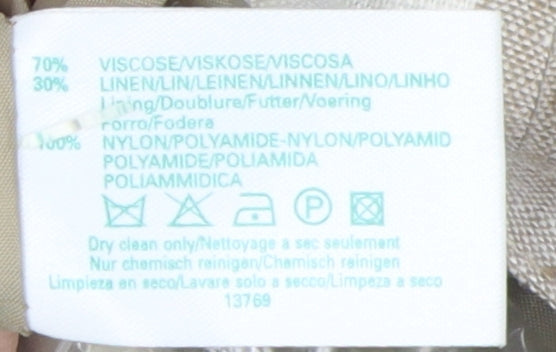 70% VISCOSE/VISKOSE/VISCOSA
30% LINEN/LIN/LEINEN/LINNEN/LINO/LINHO
Lining/Doublure/Futter/Voering
Forro/Fodera
100% NYLON/POLYAMIDE-NYLON/POLYAMID
POLYAMIDE/POLIAMIDA
POLIAMMIDICA
P
Dry clean only/Nettoyage à sec seulement
Nur chemisch reinigen/Chemisch reinigen
Limpieza en seco/Lavare solo a secco/Limpeza a seco
13769